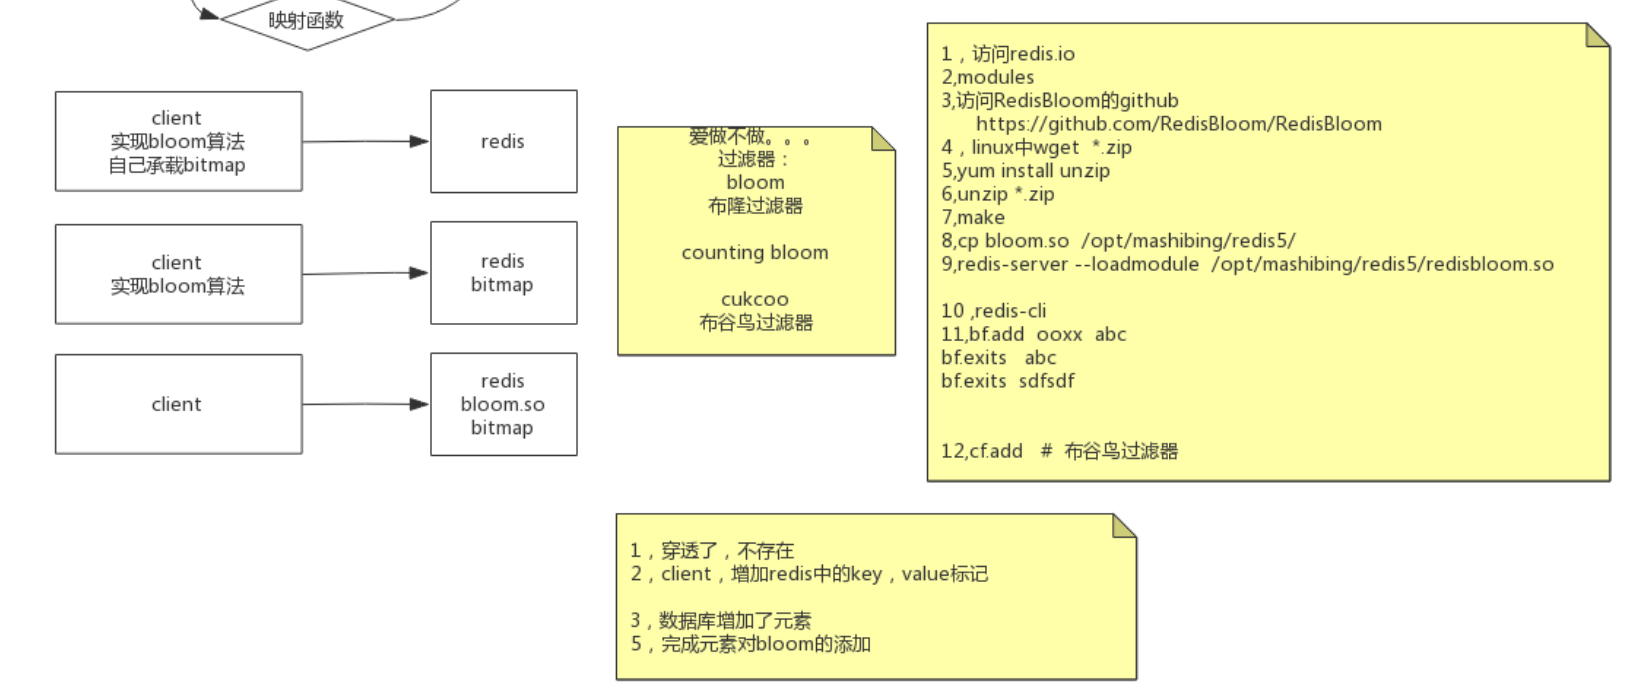 映射函数
client
实现bloom算法
自己承载bitmap
redis
client
实现bloom算法
redis
bitmap
client
redis
bloom.so
bitmap
爱做不做。。。
过滤器：
bloom
布隆过滤器
counting bloom
cukcoo
布谷鸟过滤器
1，访问redis.io
2,modules
3,访问RedisBloom的github
https://github.com/RedisBloom/RedisBloom
4，linux中wget  *.zip
5,yum install unzip
6,unzip *.zip
7,make
8,cp bloom.so  /opt/mashibing/redis5/
9,redis-server --loadmodule  /opt/mashibing/redis5/redisbloom.so
10 ,redis-cli
11,bf.add  ooxx  abc
bf.exits   abc
bf.exits  sdfsdf
12,cf.add   #  布谷鸟过滤器
1，穿透了，不存在
2，client，增加redis中的key，value标记
3，数据库增加了元素
5，完成元素对bloom的添加